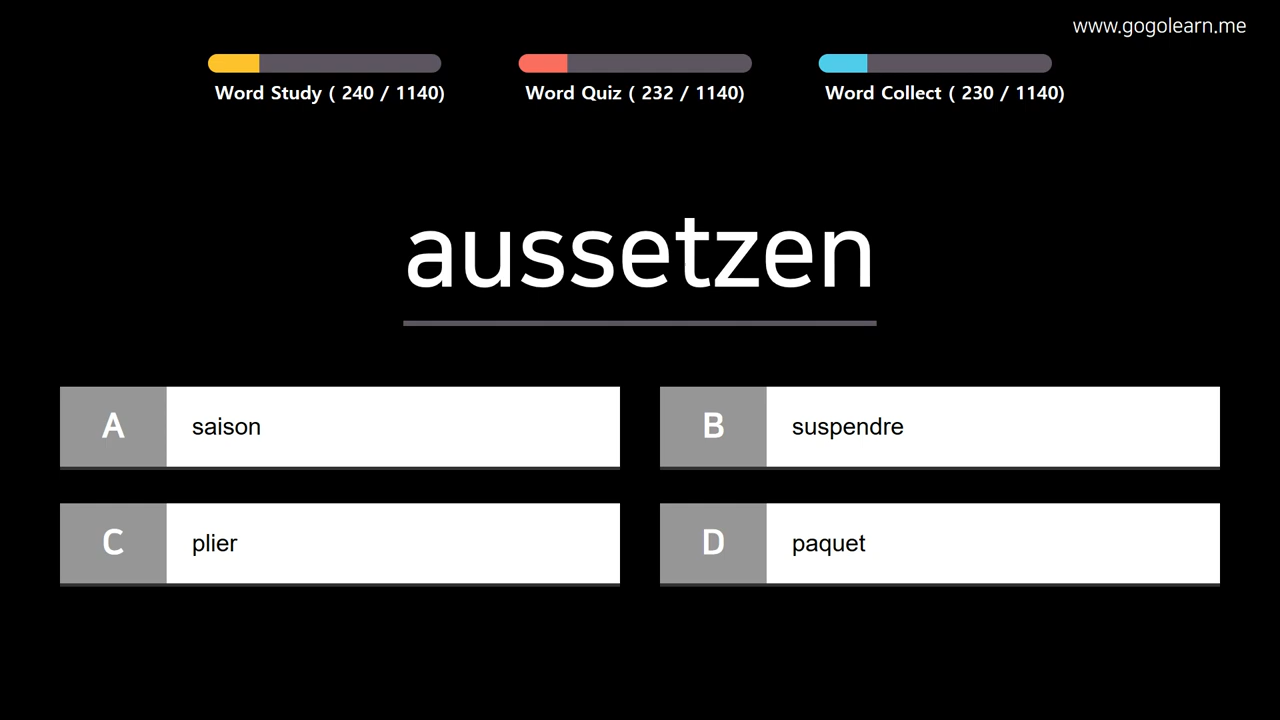 www.gogolearn.me
Word Study ( 240 / 1140)
Word Quiz ( 232 / 1140)
Word Collect ( 230 / 1140)
aussetzen
A saison
B suspendre
C plier
D paquet